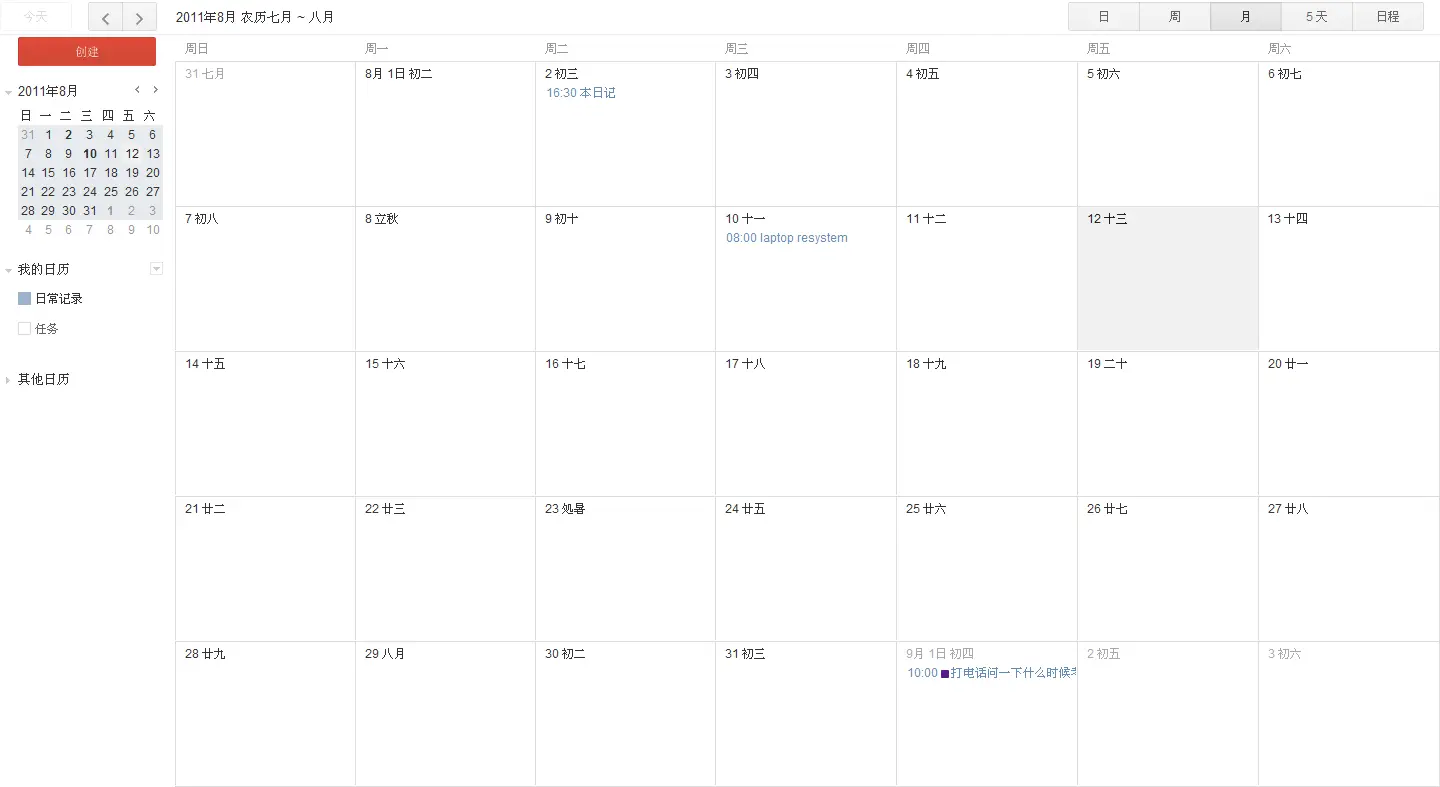 今天 2011年8月 农历七月 ~ 八月 日 周 月 5 天 日程
创建
2011年8月
日 一 二 三 四 五 六
31 1 2 3 4 5 6
7 8 9 10 11 12 13
14 15 16 17 18 19 20
21 22 23 24 25 26 27
28 29 30 31 1 2 3
4 5 6 7 8 9 10
我的日历
日常记录
任务
其他日历
周日 周一 周二 周三 周四 周五 周六
31 七月 8月 1日 初二 2 初三 3 初四 4 初五 5 初六 6 初七
16:30 本日记
7 初八 8 立秋 9 初十 10 十一 11 十二 12 十三 13 十四
08:00 laptop resystem
14 十五 15 十六 16 十七 17 十八 18 十九 19 二十 20 廿一
21 廿二 22 廿三 23 处暑 24 廿五 25 廿六 26 廿七 27 廿八
28 廿九 29 八月 30 初二 31 初三 9月 1日 初四 2 初五 3 初六
10:00 打电话问一下什么时候